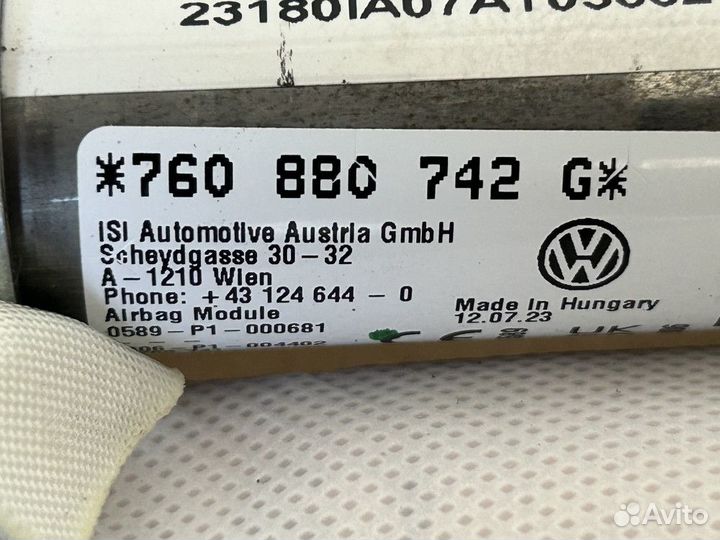 *760 880 742 G*
ISI Automotive Austria GmbH
Scheydgasse 30-32
A-1210 Wien
Phone: +43 124 644-0
Airbag Module
0589-P1-000681
Made In Hungary
12.07.23
Avito